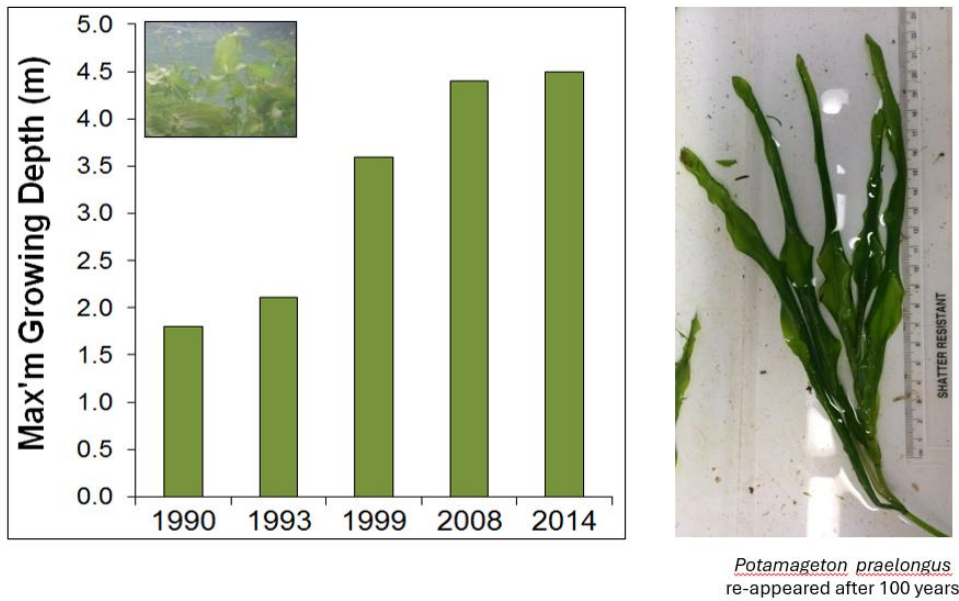 Max'm Growing Depth (m)
5.0
4.5
4.0
3.5
3.0
2.5
2.0
1.5
1.0
0.5
0.0
1990 1993 1999 2008 2014
SHATTER RESISTANT
Potamageton praelongus
re-appeared after 100 years